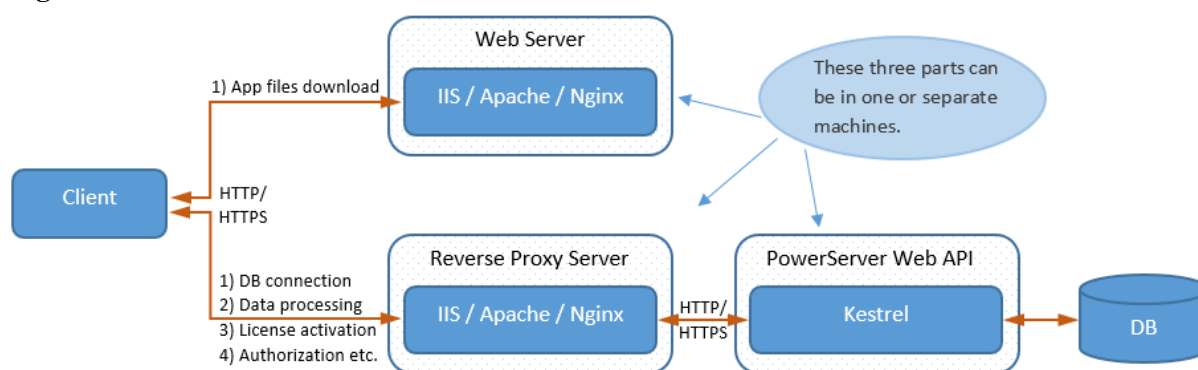 Web Server
IIS / Apache / Nginx
These three parts can
be in one or separate
machines.
1) App files download
Client
HTTP/
HTTPS
1) DB connection
2) Data processing
3) License activation
4) Authorization etc.
Reverse Proxy Server
IIS / Apache / Nginx
HTTP/
HTTPS
PowerServer Web API
Kestrel
DB